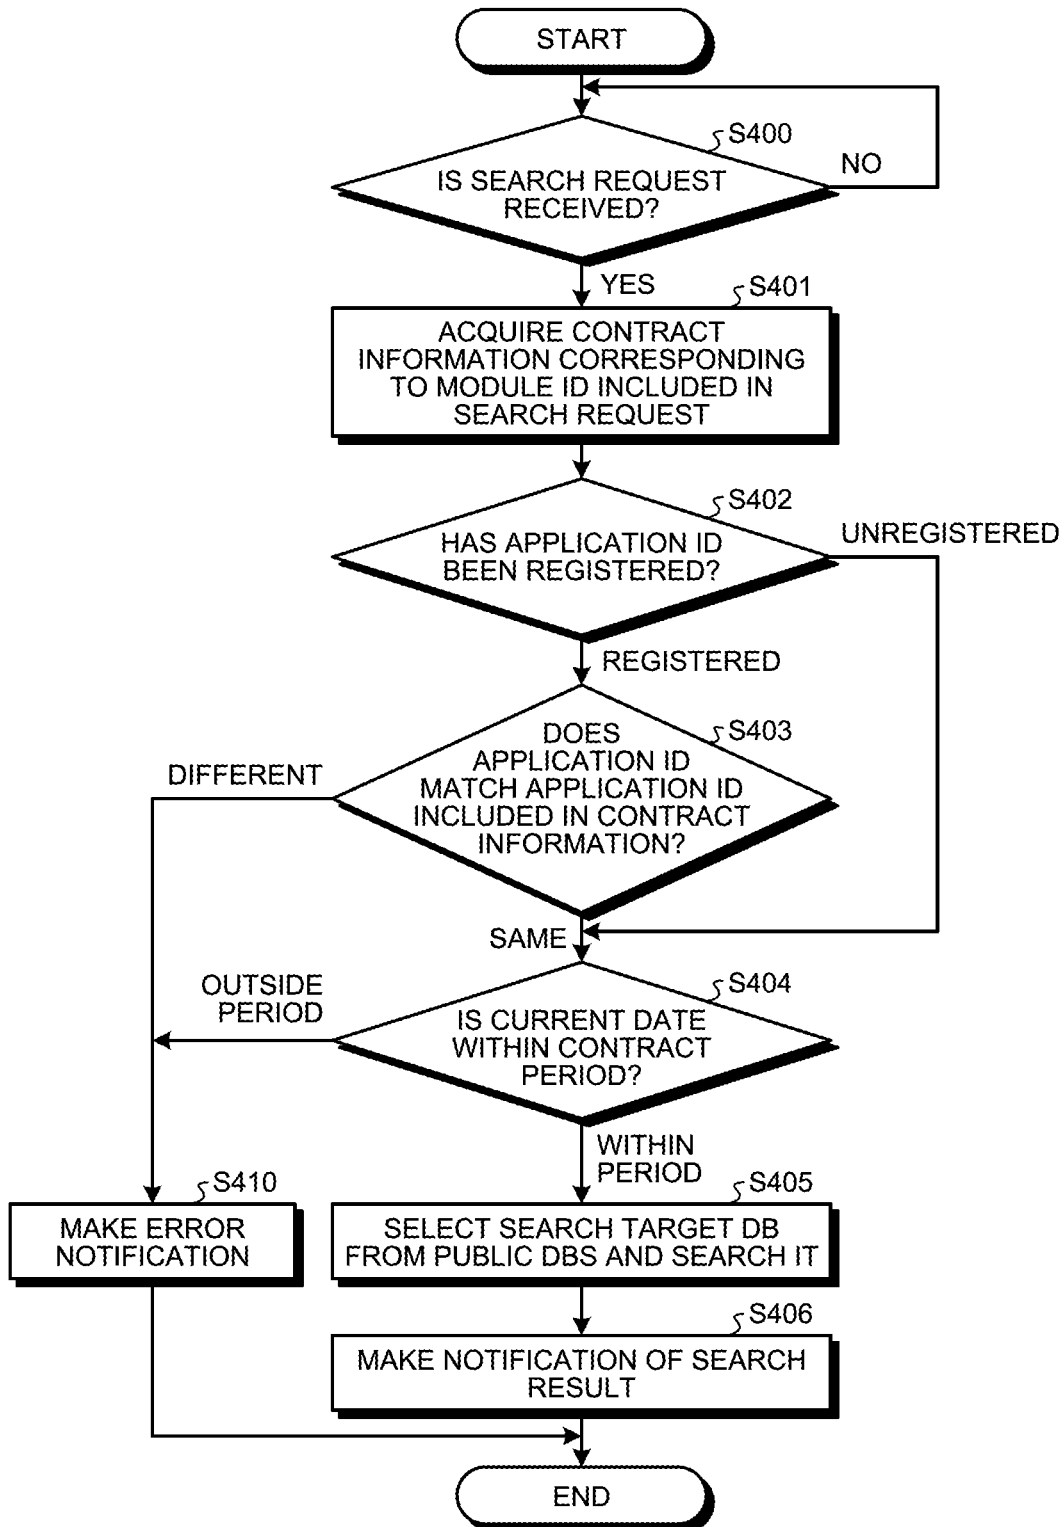 START
S400
NO
IS SEARCH REQUEST
RECEIVED?
YES
S401
ACQUIRE CONTRACT
INFORMATION CORRESPONDING
TO MODULE ID INCLUDED IN
SEARCH REQUEST
S402
UNREGISTERED
HAS APPLICATION ID
BEEN REGISTERED?
REGISTERED
S403
DOES
APPLICATION ID
MATCH APPLICATION ID
INCLUDED IN CONTRACT
INFORMATION?
DIFFERENT
SAME
S404
OUTSIDE
PERIOD
IS CURRENT DATE
WITHIN CONTRACT
PERIOD?
WITHIN
PERIOD
S410
MAKE ERROR
NOTIFICATION
S405
SELECT SEARCH TARGET DB
FROM PUBLIC DBS AND SEARCH IT
S406
MAKE NOTIFICATION OF SEARCH
RESULT
END